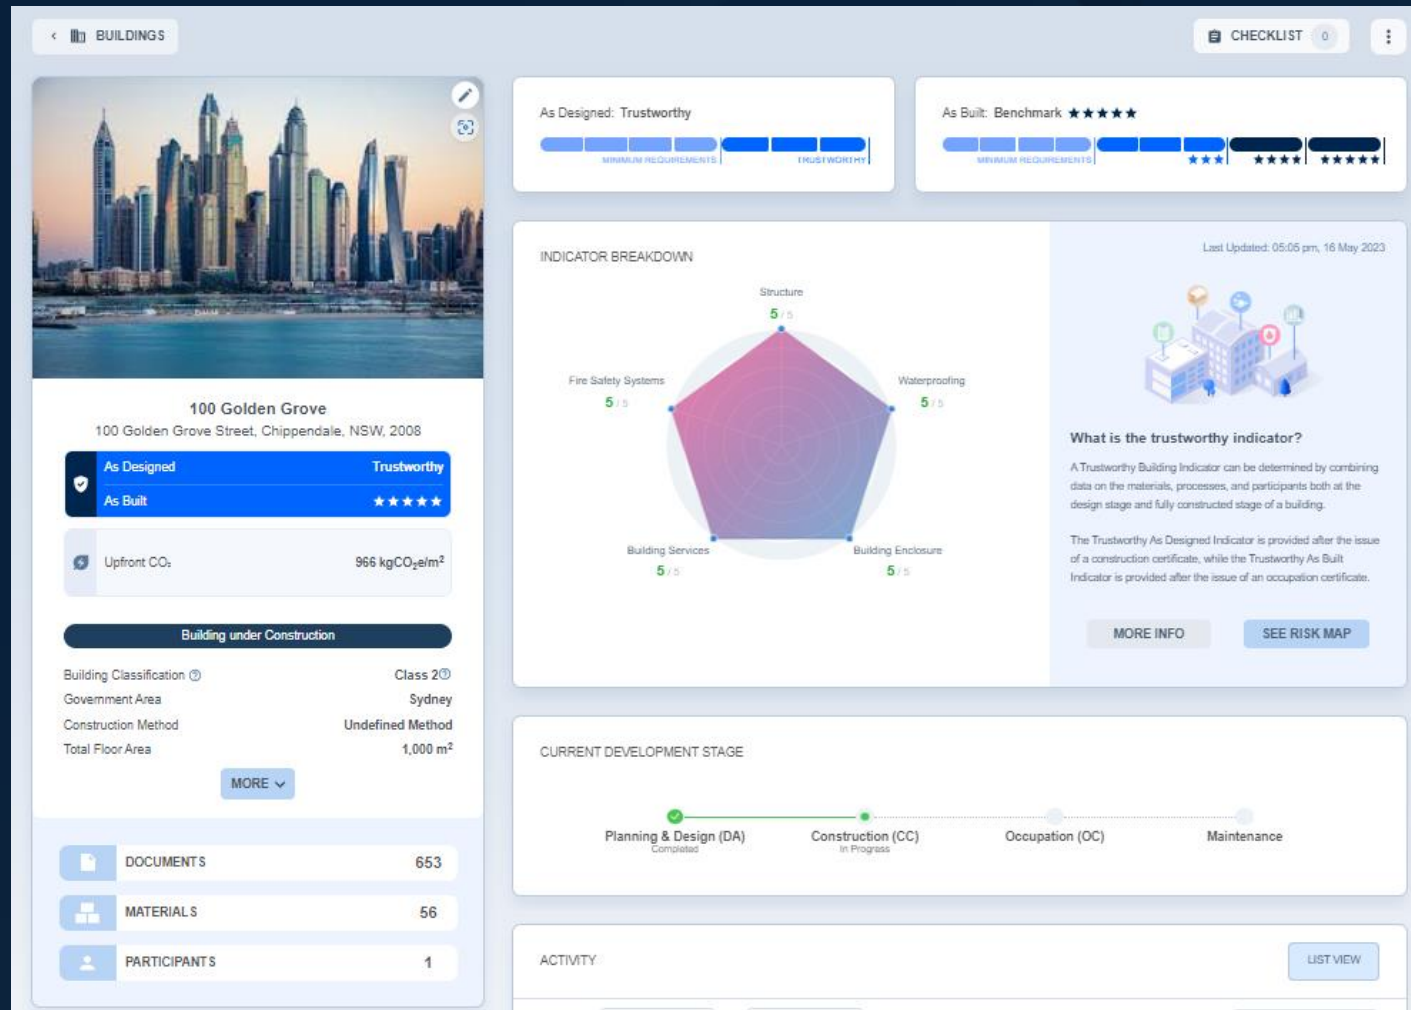 BUILDINGS
CHECKLIST 0
100 Golden Grove
100 Golden Grove Street, Chippendale, NSW, 2008
As Designed Trustworthy
As Built ★★★★★
Upfront CO₂ 966 kgCO₂e/m²
Building under Construction
Building Classification Class 2
Government Area Sydney
Construction Method Undefined Method
Total Floor Area 1,000 m²
MORE
DOCUMENTS 653
MATERIALS 56
PARTICIPANTS 1
As Designed: Trustworthy
MINIMUM REQUIREMENTS TRUSTWORTHY
As Built: Benchmark ★★★★★
MINIMUM REQUIREMENTS ★★★ ★★★★ ★★★★★
INDICATOR BREAKDOWN
Structure
5 / 5
Fire Safety Systems
5 / 5
Waterproofing
5 / 5
Building Services
5 / 5
Building Enclosure
5 / 5
Last Updated: 05:05 pm, 16 May 2023
What is the trustworthy indicator?
A Trustworthy Building Indicator can be determined by combining
data on the materials, processes, and participants both at the
design stage and fully constructed stage of a building.
The Trustworthy As Designed Indicator is provided after the issue
of a construction certificate, while the Trustworthy As Built
Indicator is provided after the issue of an occupation certificate.
MORE INFO SEE RISK MAP
CURRENT DEVELOPMENT STAGE
Planning & Design (DA) Construction (CC) Occupation (OC) Maintenance
Completed In Progress
ACTIVITY LIST VIEW